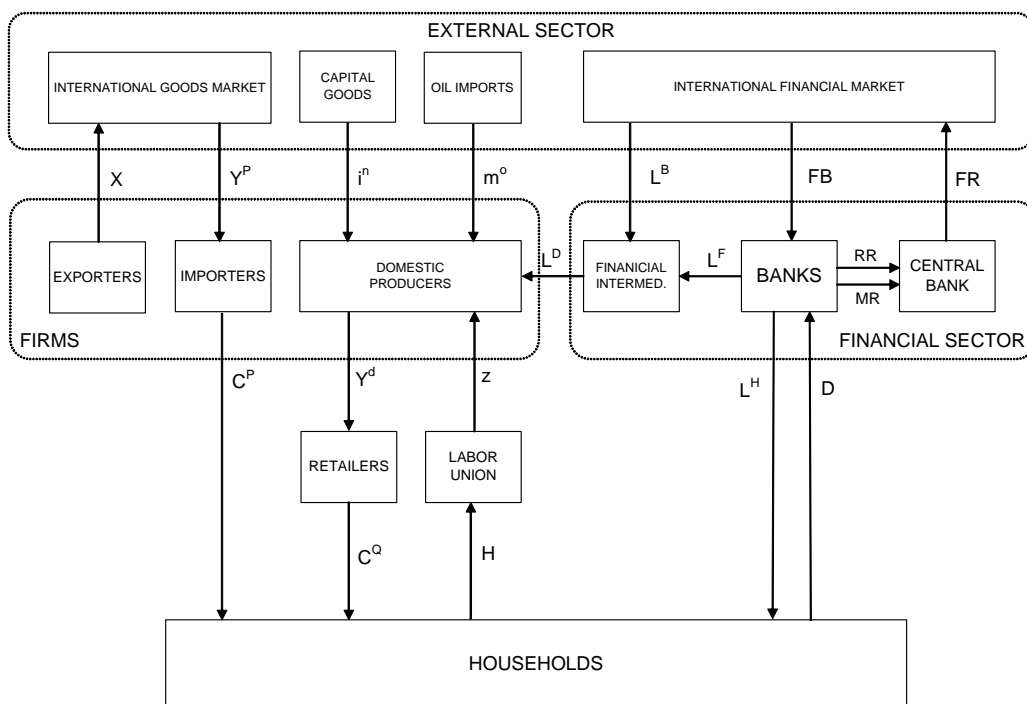 EXTERNAL SECTOR
INTERNATIONAL GOODS MARKET
CAPITAL
GOODS
OIL IMPORTS
INTERNATIONAL FINANCIAL MARKET
X
Y^P
i^n
m^o
L^B
FB
FR
EXPORTERS
IMPORTERS
DOMESTIC
PRODUCERS
L^D
FINANICIAL
INTERMED.
L^F
BANKS
RR
MR
CENTRAL
BANK
FIRMS
FINANCIAL SECTOR
C^P
Y^d
z
L^H
D
RETAILERS
LABOR
UNION
C^Q
H
HOUSEHOLDS